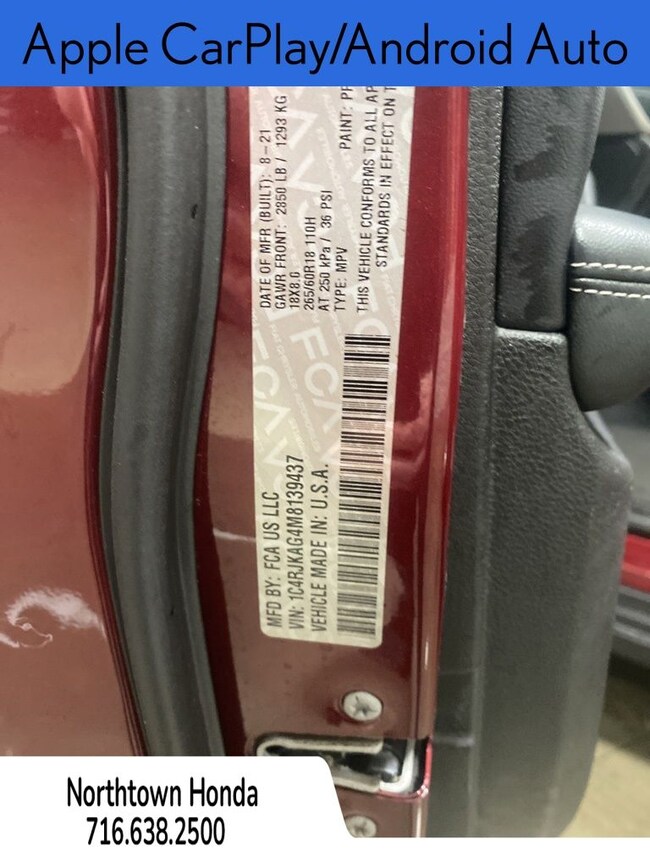 Apple CarPlay/Android Auto
MFD BY: FCA US LLC
DATE OF MFR (BUILT): 8-21
GAWR FRONT: 2850 LB / 1293 KG
18X8.0
265/60R18 110H
AT 250 kPa / 36 PSI
VIN: 1C4RJKAG4M8139437
TYPE: MPV
VEHICLE MADE IN: U.S.A.
PAINT:
THIS VEHICLE CONFORMS TO ALL
STANDARDS IN EFFECT ON
FCA
Northtown Honda
716.638.2500